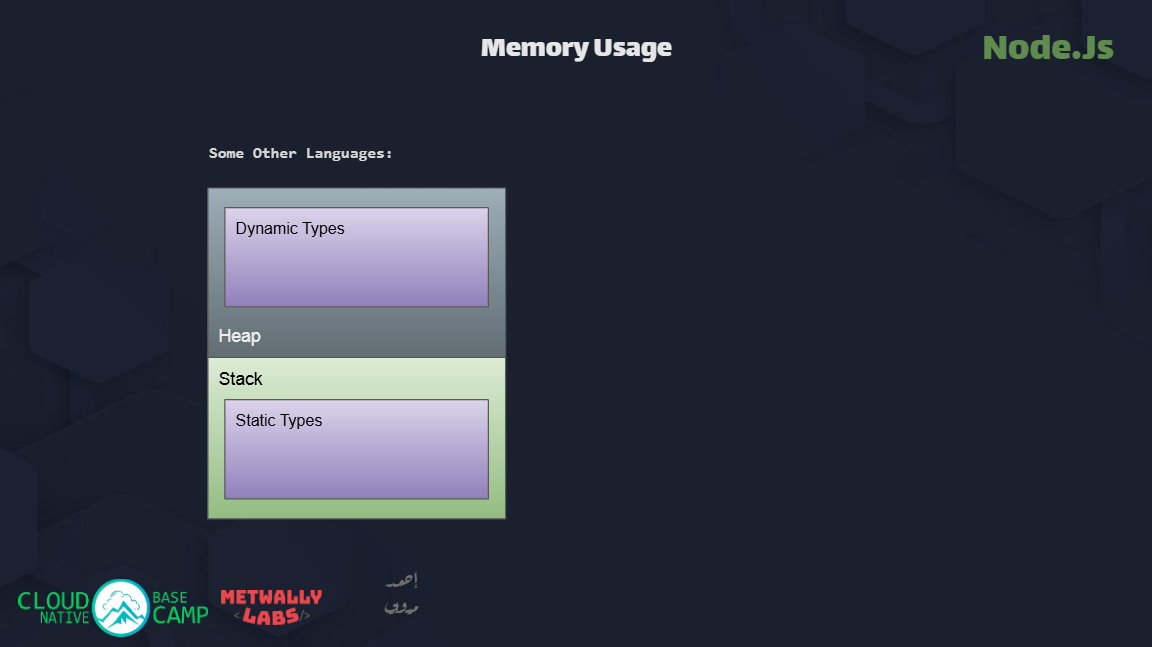 Memory Usage
Node.Js
Some Other Languages:
Dynamic Types
Heap
Stack
Static Types
CLOUD NATIVE
BASE CAMP
METWALLY
<LABS/>
أحمد